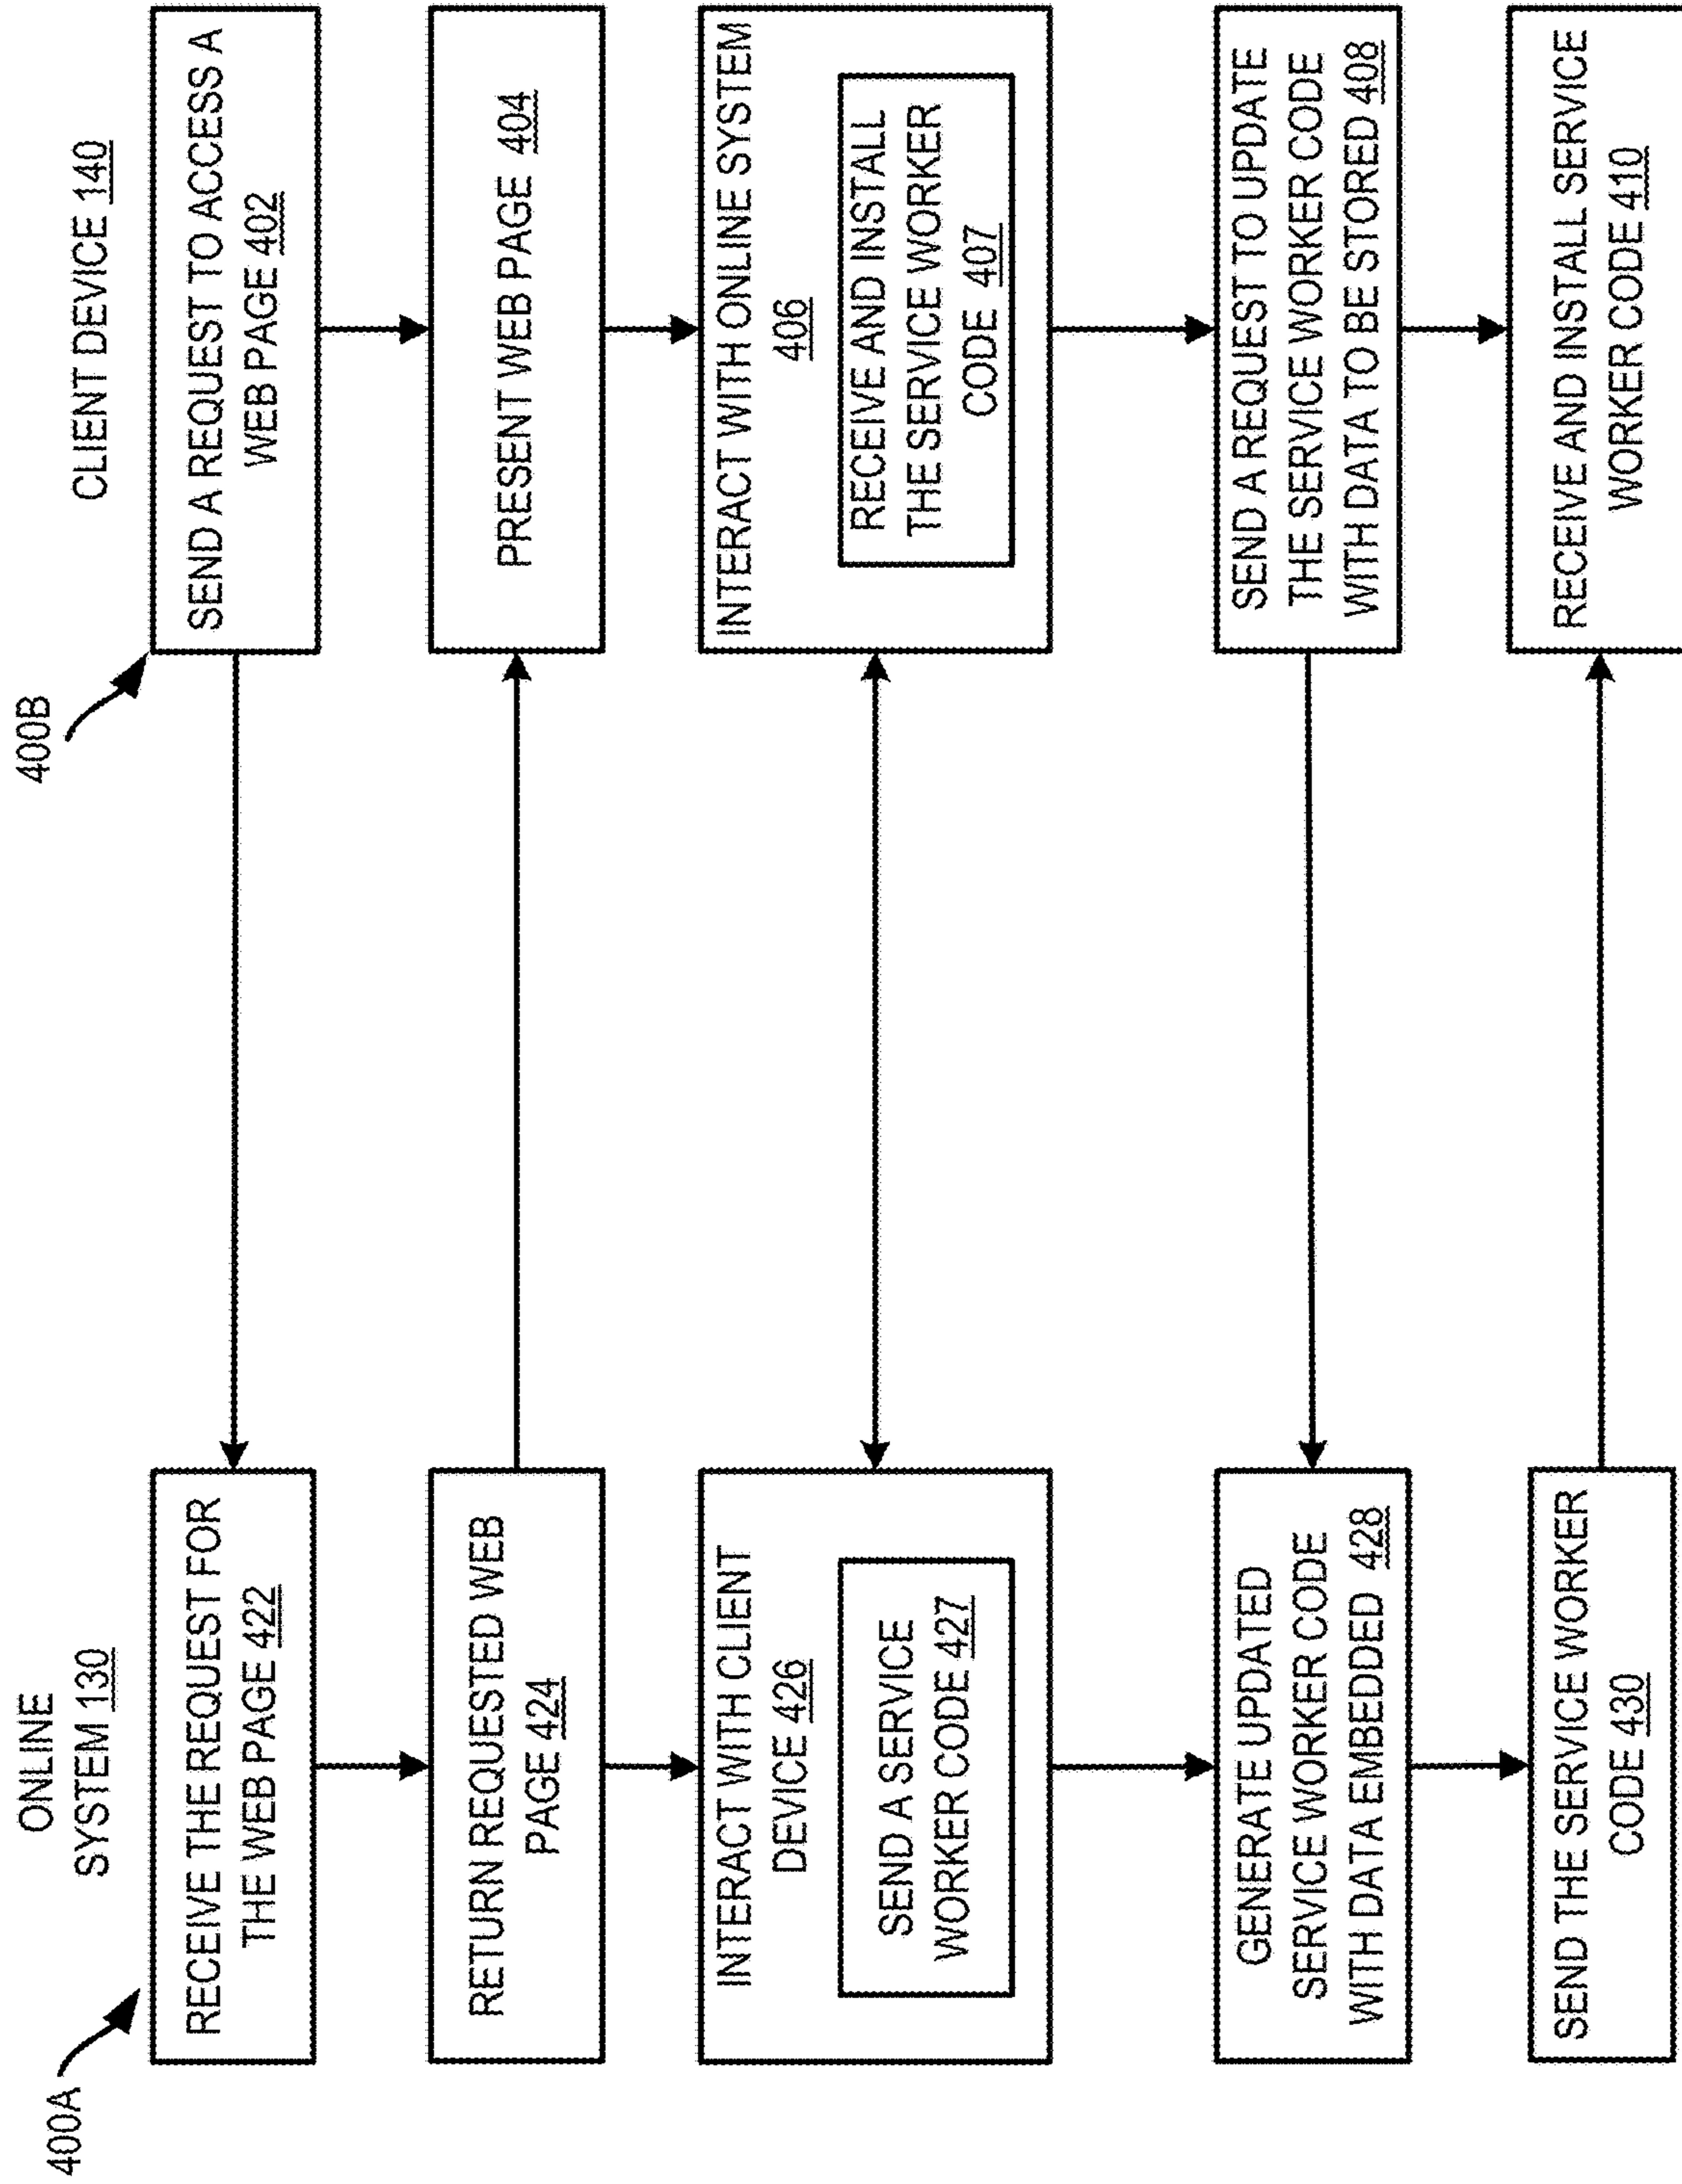 400A
ONLINE
SYSTEM 130
RECEIVE THE REQUEST FOR
THE WEB PAGE 422
RETURN REQUESTED WEB
PAGE 424
INTERACT WITH CLIENT
DEVICE 426
SEND A SERVICE
WORKER CODE 427
GENERATE UPDATED
SERVICE WORKER CODE
WITH DATA EMBEDDED 428
SEND THE SERVICE WORKER
CODE 430
400B
CLIENT DEVICE 140
SEND A REQUEST TO ACCESS A
WEB PAGE 402
PRESENT WEB PAGE 404
INTERACT WITH ONLINE SYSTEM
406
RECEIVE AND INSTALL
THE SERVICE WORKER
CODE 407
SEND A REQUEST TO UPDATE
THE SERVICE WORKER CODE
WITH DATA TO BE STORED 408
RECEIVE AND INSTALL SERVICE
WORKER CODE 410